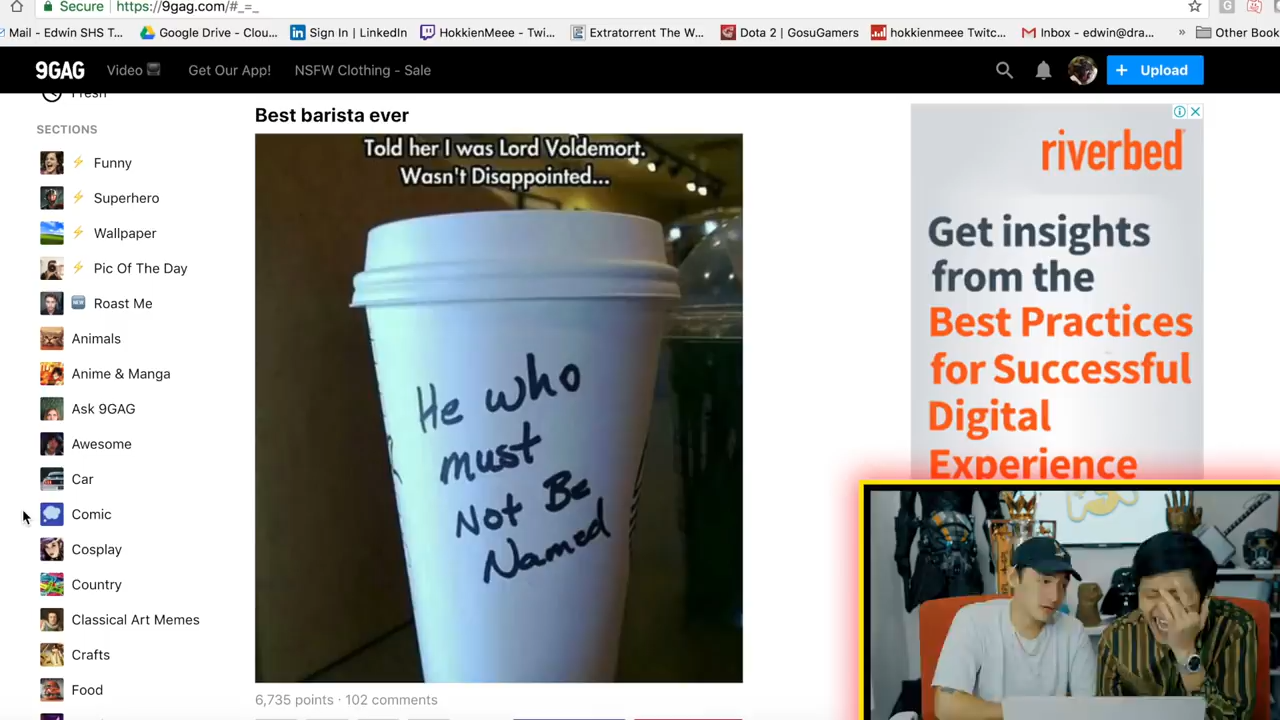 Secure https://9gag.com/#_=_
Mail - Edwin SHS T... Google Drive - Clou... Sign In | LinkedIn HokkienMeee - Twi... Extratorrent The W... Dota 2 | GosuGamers hokkienmeee Twitc... Inbox - edwin@dra... » Other Book
9GAG Video Get Our App! NSFW Clothing - Sale + Upload
Fresh
SECTIONS
Funny
Superhero
Wallpaper
Pic Of The Day
Roast Me
Animals
Anime & Manga
Ask 9GAG
Awesome
Car
Comic
Cosplay
Country
Classical Art Memes
Crafts
Food
Best barista ever
Told her I was Lord Voldemort.
Wasn't Disappointed...
He who
must
Not Be
Named
6,735 points · 102 comments
riverbed
Get insights
from the
Best Practices
for Successful
Digital
Experience